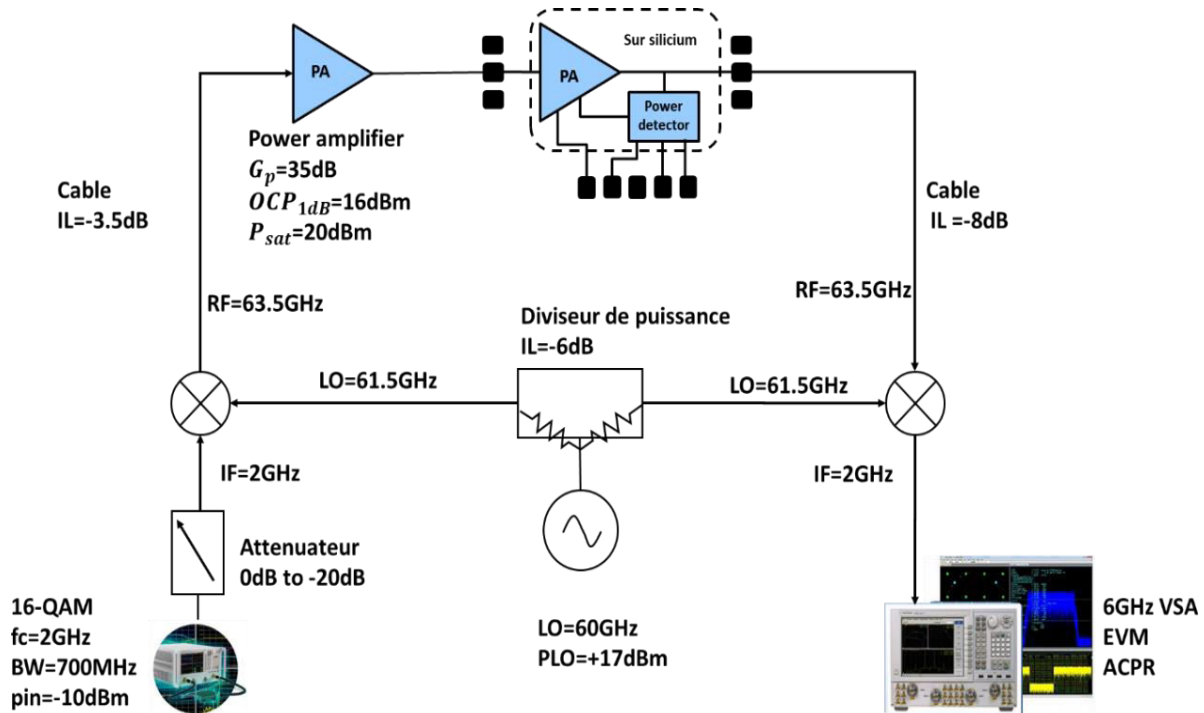 Sur silicium
PA
PA
Power
detector
Power amplifier
𝑮𝒑=35dB
𝑶𝑪𝑷𝟏𝒅𝑩=16dBm
𝑷𝒔𝒂𝒕=20dBm
Cable
IL=-3.5dB
Cable
IL =-8dB
RF=63.5GHz
RF=63.5GHz
Diviseur de puissance
IL=-6dB
LO=61.5GHz
LO=61.5GHz
IF=2GHz
IF=2GHz
Attenuateur
0dB to -20dB
16-QAM
fc=2GHz
BW=700MHz
pin=-10dBm
LO=60GHz
PLO=+17dBm
6GHz VSA
EVM
ACPR